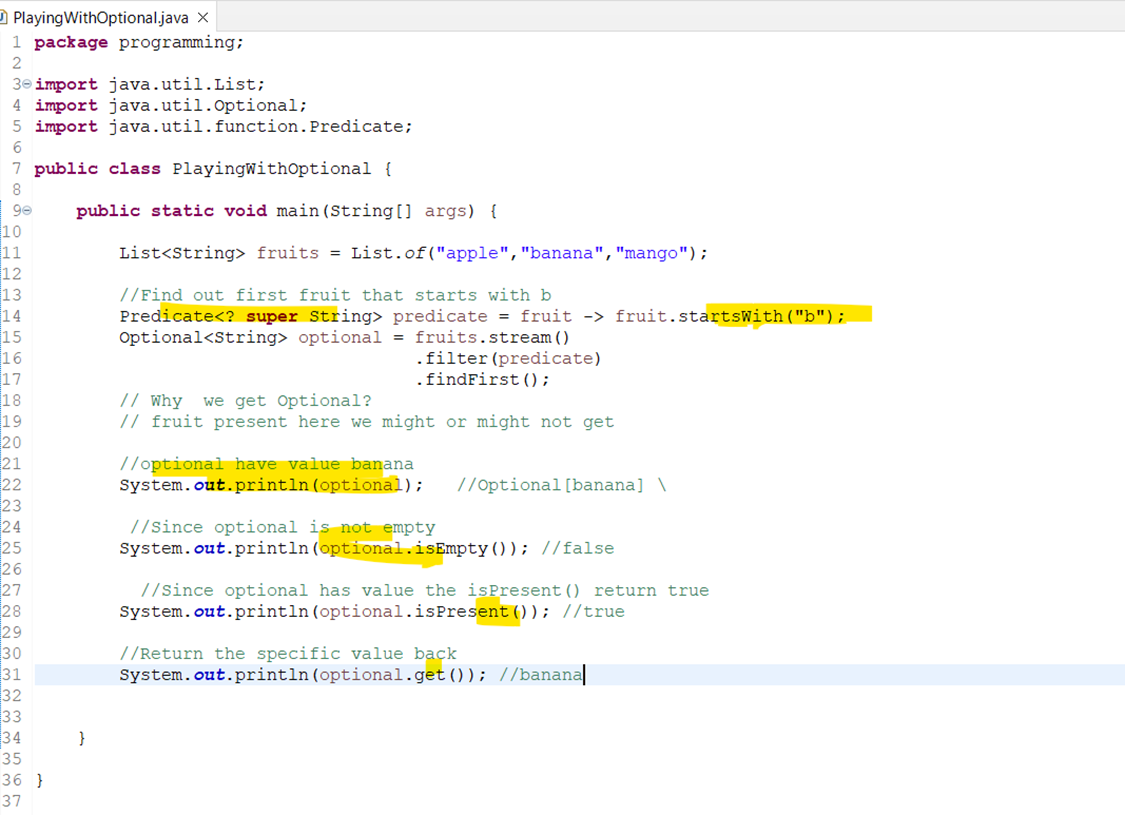 PlayingWithOptional.java ×
1 package programming;
2
3 import java.util.List;
4 import java.util.Optional;
5 import java.util.function.Predicate;
6
7 public class PlayingWithOptional {
8
9     public static void main(String[] args) {
10
11         List<String> fruits = List.of("apple","banana","mango");
12
13         //Find out first fruit that starts with b
14         Predicate<? super String> predicate = fruit -> fruit.startsWith("b");
15         Optional<String> optional = fruits.stream()
16                                     .filter(predicate)
17                                     .findFirst();
18         // Why  we get Optional?
19         // fruit present here we might or might not get
20
21         //optional have value banana
22         System.out.println(optional);   //Optional[banana] \
23
24          //Since optional is not empty
25         System.out.println(optional.isEmpty()); //false
26
27           //Since optional has value the isPresent() return true
28         System.out.println(optional.isPresent()); //true
29
30         //Return the specific value back
31         System.out.println(optional.get()); //banana
32
33
34     }
35
36 }
37